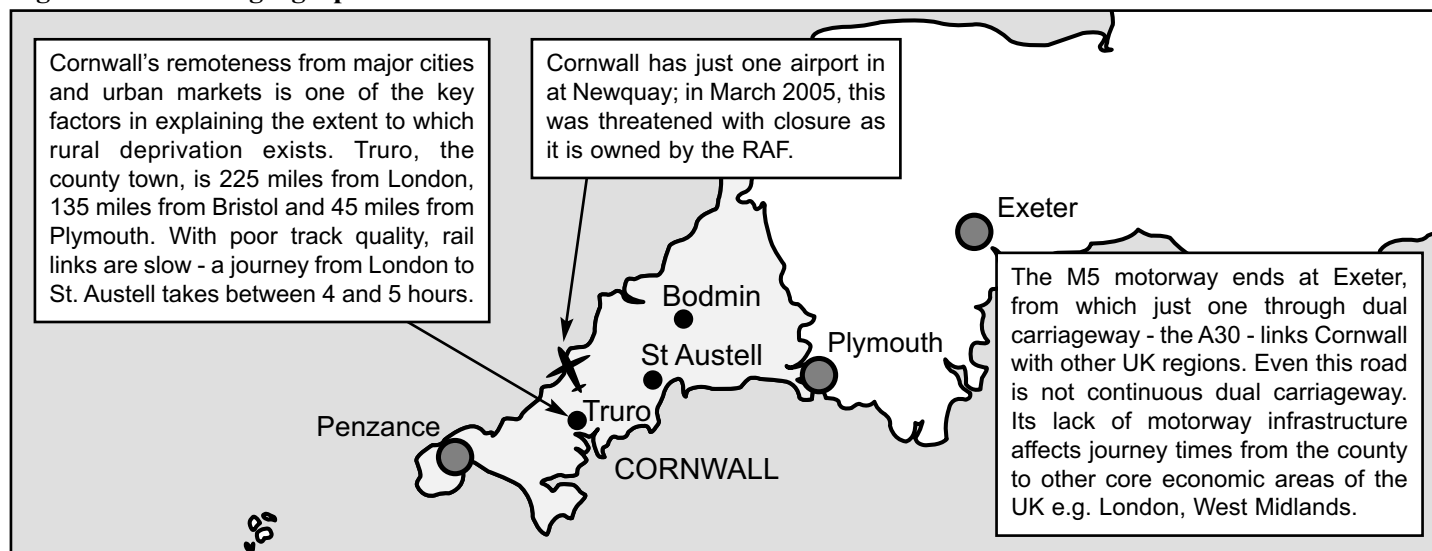 Cornwall's remoteness from major cities
and urban markets is one of the key
factors in explaining the extent to which
rural deprivation exists. Truro, the
county town, is 225 miles from London,
135 miles from Bristol and 45 miles from
Plymouth. With poor track quality, rail
links are slow - a journey from London to
St. Austell takes between 4 and 5 hours.
Cornwall has just one airport in
at Newquay; in March 2005, this
was threatened with closure as
it is owned by the RAF.
Exeter
The M5 motorway ends at Exeter,
from which just one through dual
carriageway - the A30 - links Cornwall
with other UK regions. Even this road
is not continuous dual carriageway.
Its lack of motorway infrastructure
affects journey times from the county
to other core economic areas of the
UK e.g. London, West Midlands.
Bodmin
Plymouth
St Austell
Truro
Penzance
CORNWALL